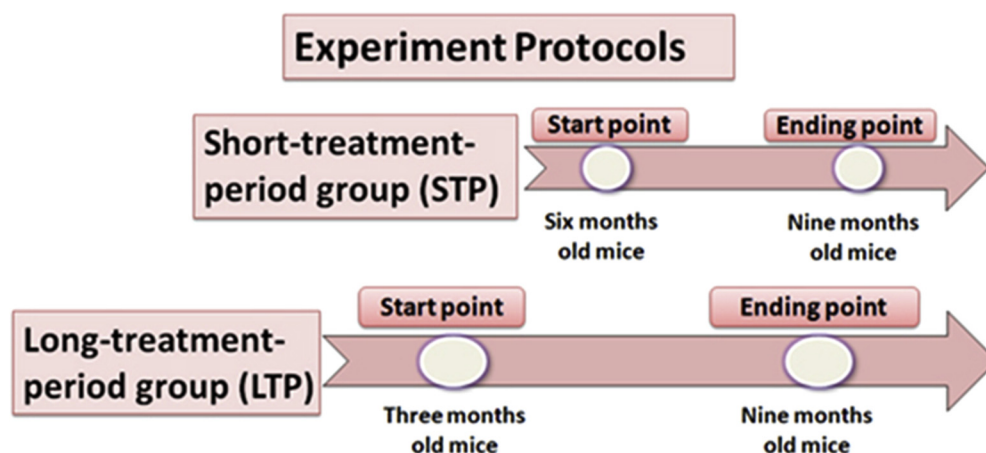 Experiment Protocols
Start point
Ending point
Short-treatment-
period group (STP)
Six months
old mice
Nine months
old mice
Start point
Ending point
Long-treatment-
period group (LTP)
Three months
old mice
Nine months
old mice